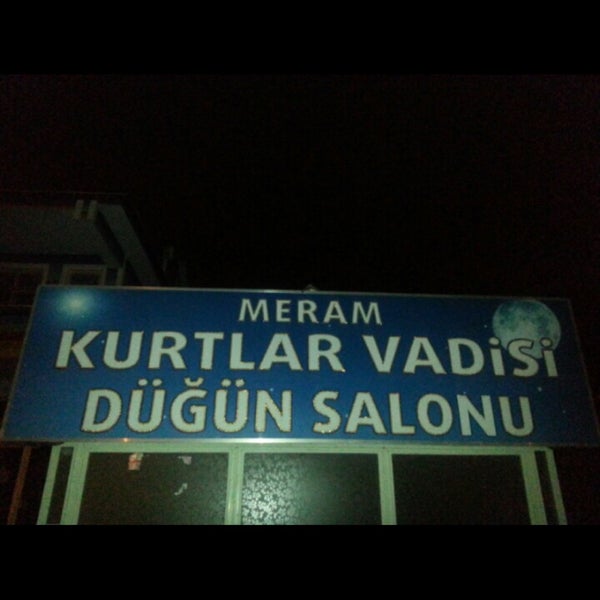 MERAM
KURTLAR VADİSİ
DÜĞÜN SALONU